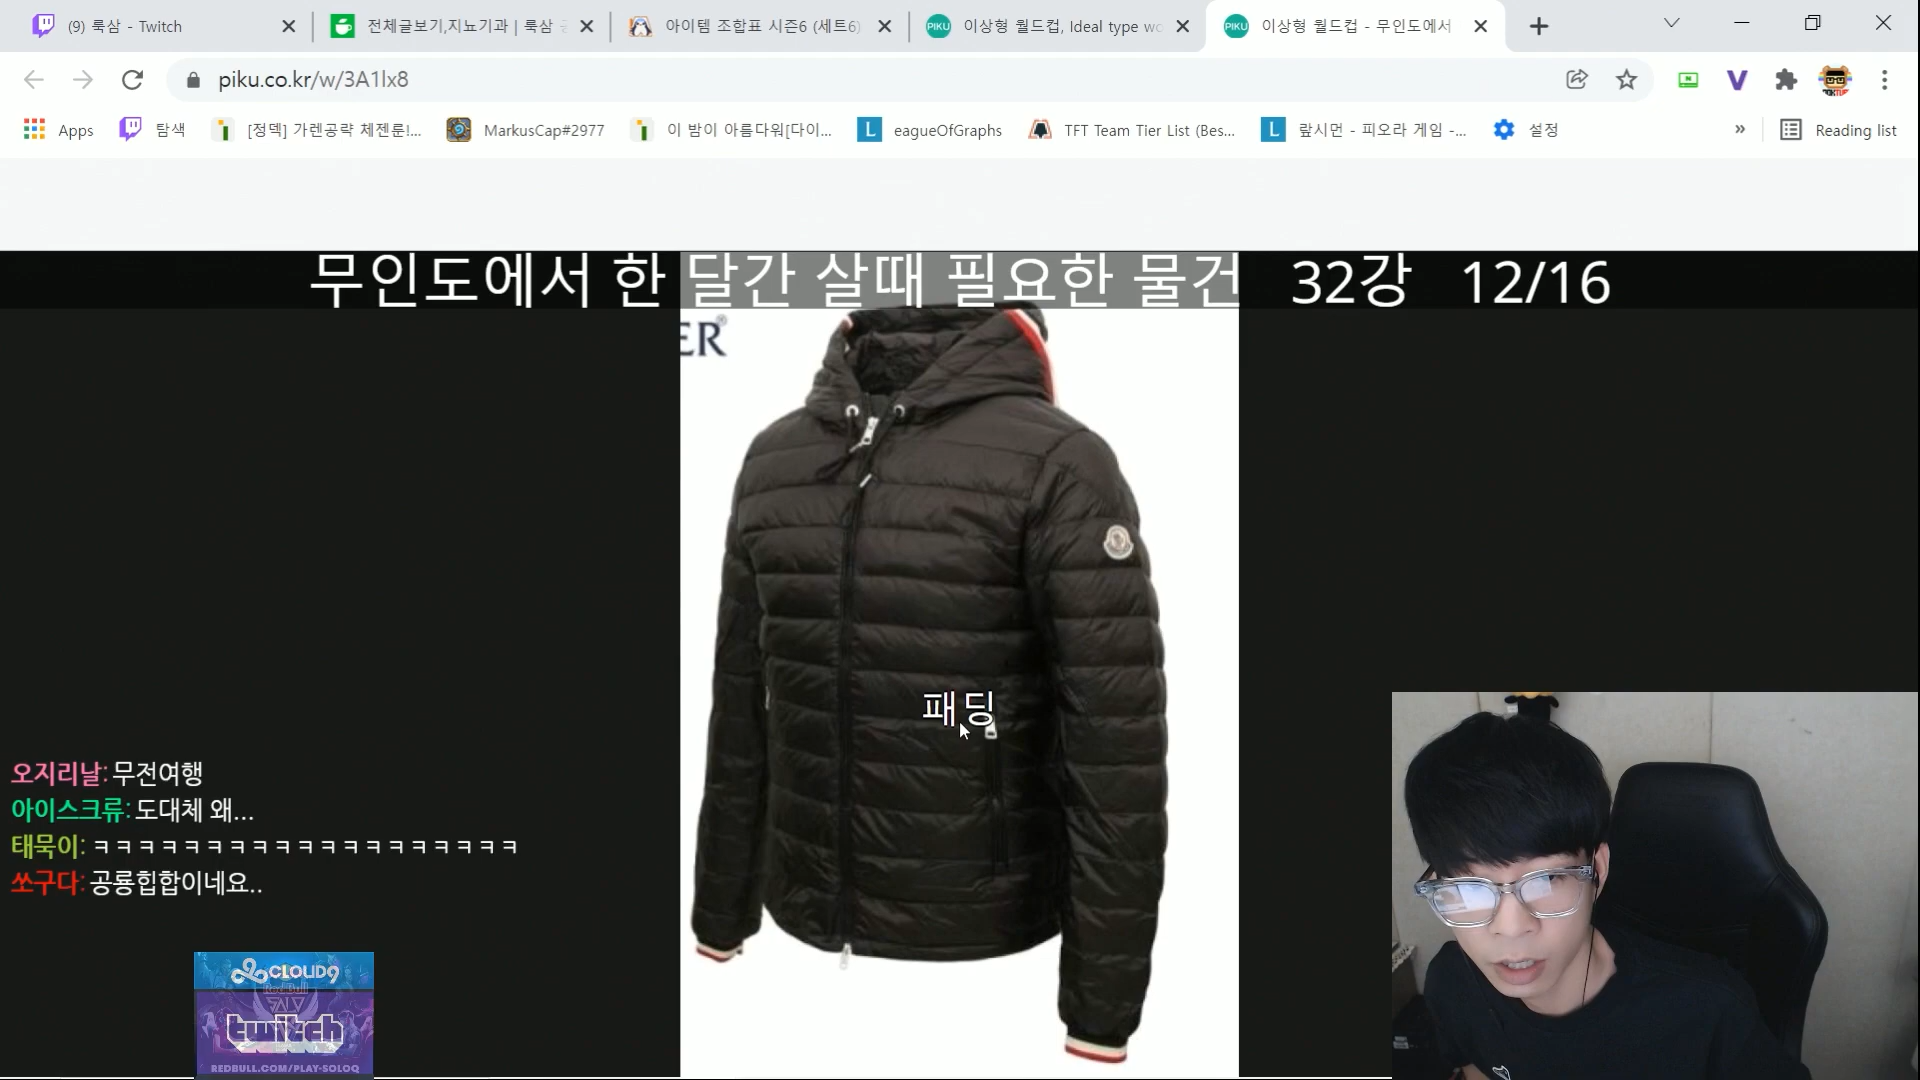 (9) 룩삼 - Twitch
전체글보기,지뇨기과 | 룩삼 공
아이템 조합표 시즌6 (세트6)
이상형 월드컵, Ideal type wo
이상형 월드컵 - 무인도에서
piku.co.kr/w/3A1lx8
Apps
탐색
[정덱] 가렌공략 체젠룬!...
MarkusCap#2977
이 밤이 아름다워[다이...
L eagueOfGraphs
TFT Team Tier List (Bes...
L 랖시먼 - 피오라 게임 -...
설정
»
Reading list
무인도에서 한 달간 살때 필요한 물건 32강 12/16
ER®
패딩
오지리날: 무전여행
아이스크류: 도대체 왜...
태묵이: ㅋㅋㅋㅋㅋㅋㅋㅋㅋㅋㅋㅋㅋㅋㅋㅋㅋㅋㅋ
쏘구다: 공룡힙합이네요..
CLOUD9
RedBull
twitch
REDBULL.COM/PLAY-SOLOQ